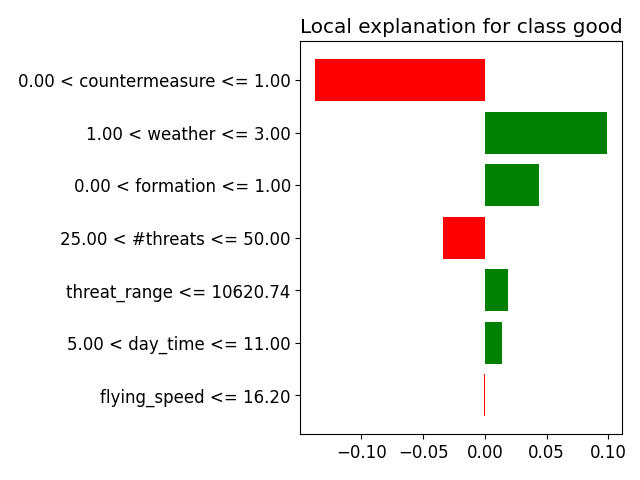 Local explanation for class good
0.00 < countermeasure <= 1.00
1.00 < weather <= 3.00
0.00 < formation <= 1.00
25.00 < #threats <= 50.00
threat_range <= 10620.74
5.00 < day_time <= 11.00
flying_speed <= 16.20
−0.10 −0.05 0.00 0.05 0.10